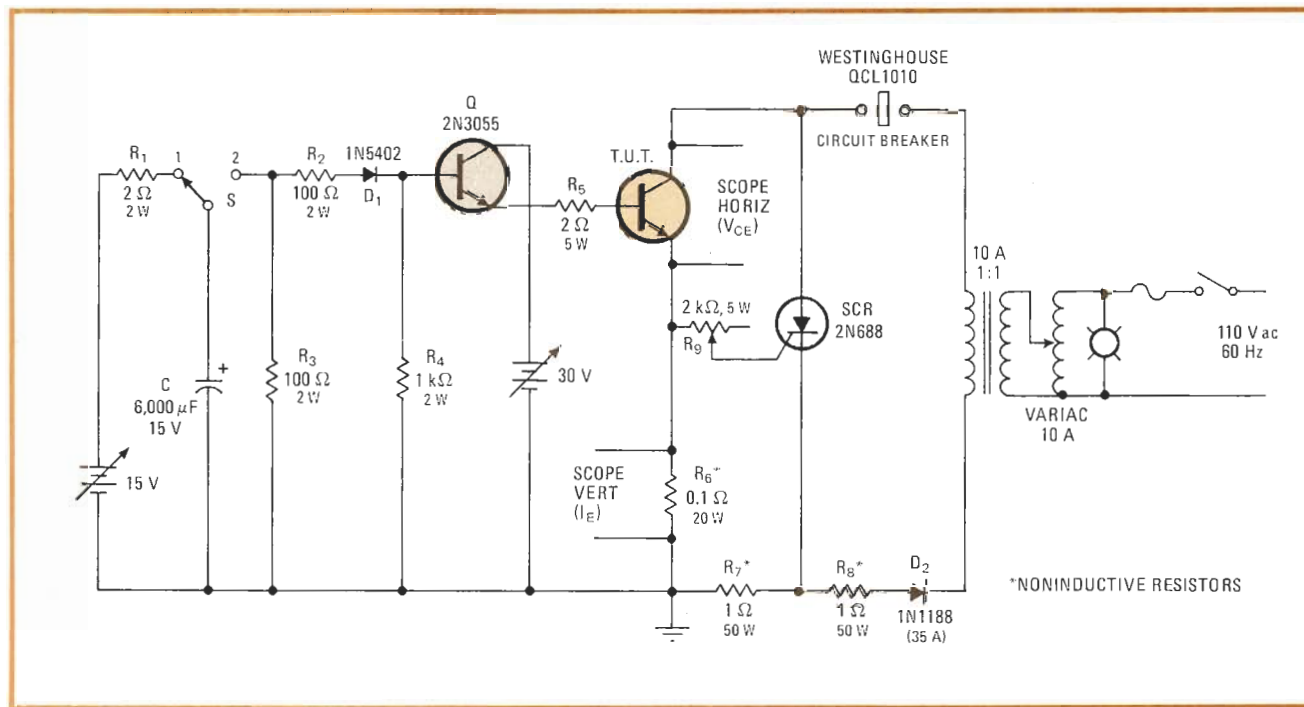 WESTINGHOUSE
QCL1010
CIRCUIT BREAKER
Q
2N3055
R1
2 Ω
2 W
1
2
S
R2
100 Ω
2 W
1N5402
D1
R5
2 Ω
5 W
T.U.T.
SCOPE
HORIZ
(VCE)
10 A
1:1
2 kΩ, 5 W
R9
SCR
2N688
110 V ac
60 Hz
VARIAC
10 A
C
6,000 μF
15 V
+
R3
100 Ω
2 W
R4
1 kΩ
2 W
30 V
15 V
SCOPE
VERT
(IE)
R6*
0.1 Ω
20 W
R7*
1 Ω
50 W
R8*
1 Ω
50 W
D2
1N1188
(35 A)
*NONINDUCTIVE RESISTORS